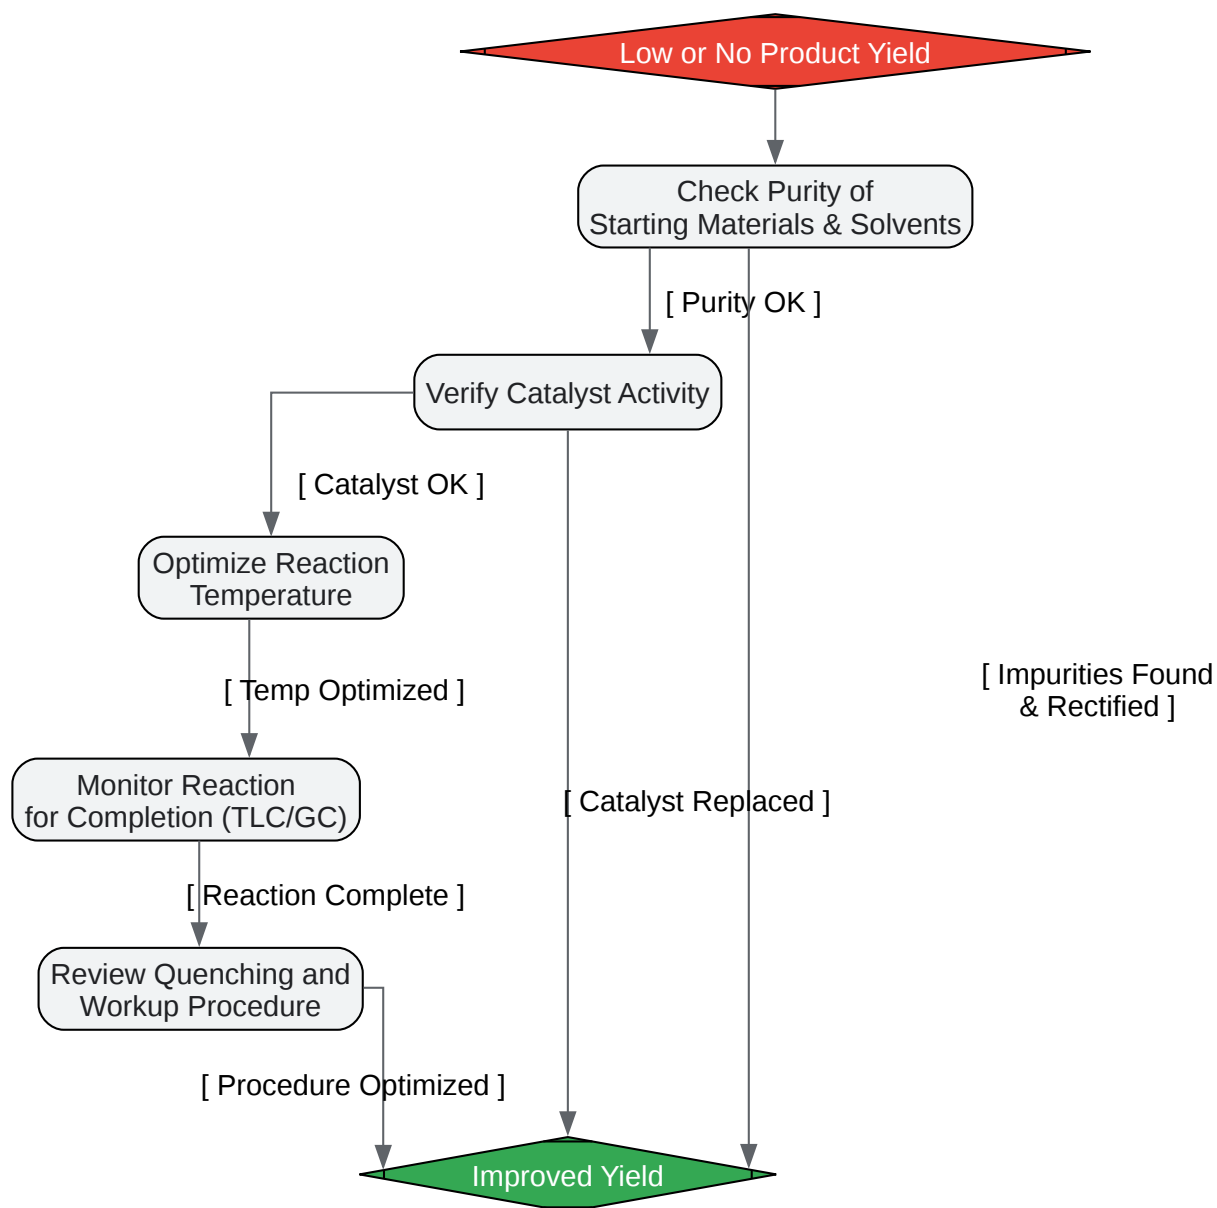 Low or No Product Yield
Check Purity of
Starting Materials & Solvents
[ Purity OK ]
Verify Catalyst Activity
[ Catalyst OK ]
Optimize Reaction
Temperature
[ Impurities Found
& Rectified ]
[ Temp Optimized ]
Monitor Reaction
for Completion (TLC/GC)
[ Catalyst Replaced ]
[ Reaction Complete ]
Review Quenching and
Workup Procedure
[ Procedure Optimized ]
Improved Yield